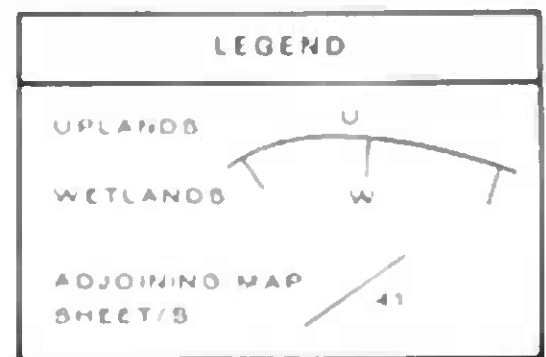 LEGEND
UPLANDS U
WETLANDS W
ADJOINING MAP
SHEET/S 41